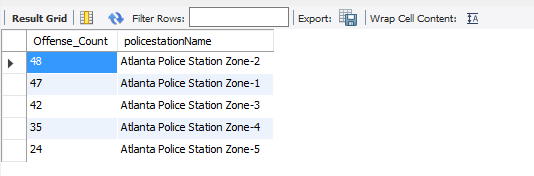 Result Grid Filter Rows: Export: Wrap Cell Content: IA
Offense_Count policestationName
48 Atlanta Police Station Zone-2
47 Atlanta Police Station Zone-1
42 Atlanta Police Station Zone-3
35 Atlanta Police Station Zone-4
24 Atlanta Police Station Zone-5